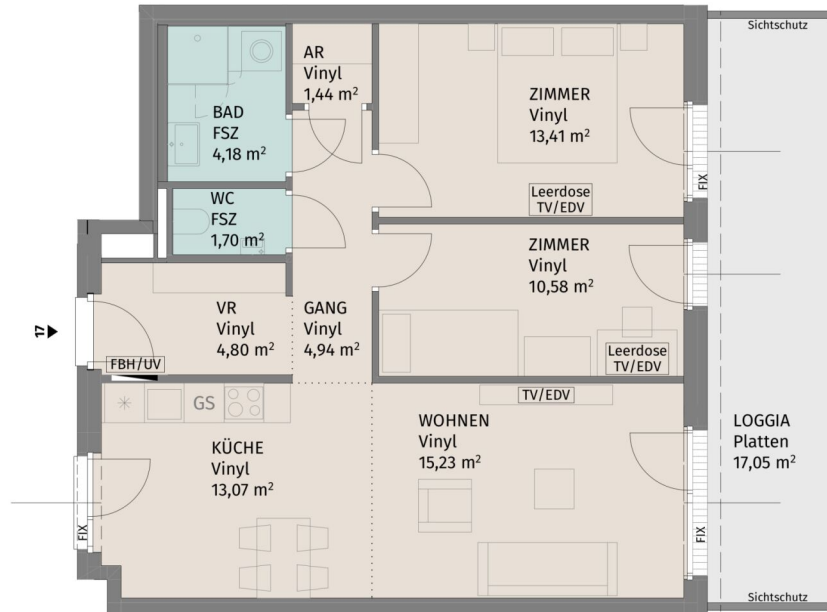 Sichtschutz
AR
Vinyl
1,44 m²
BAD
FSZ
4,18 m²
ZIMMER
Vinyl
13,41 m²
FIX
Leerdose
TV/EDV
WC
FSZ
1,70 m²
ZIMMER
Vinyl
10,58 m²
VR
Vinyl
4,80 m²
GANG
Vinyl
4,94 m²
17
Leerdose
TV/EDV
FBH/UV
GS
TV/EDV
KÜCHE
Vinyl
13,07 m²
WOHNEN
Vinyl
15,23 m²
LOGGIA
Platten
17,05 m²
FIX
FIX
Sichtschutz